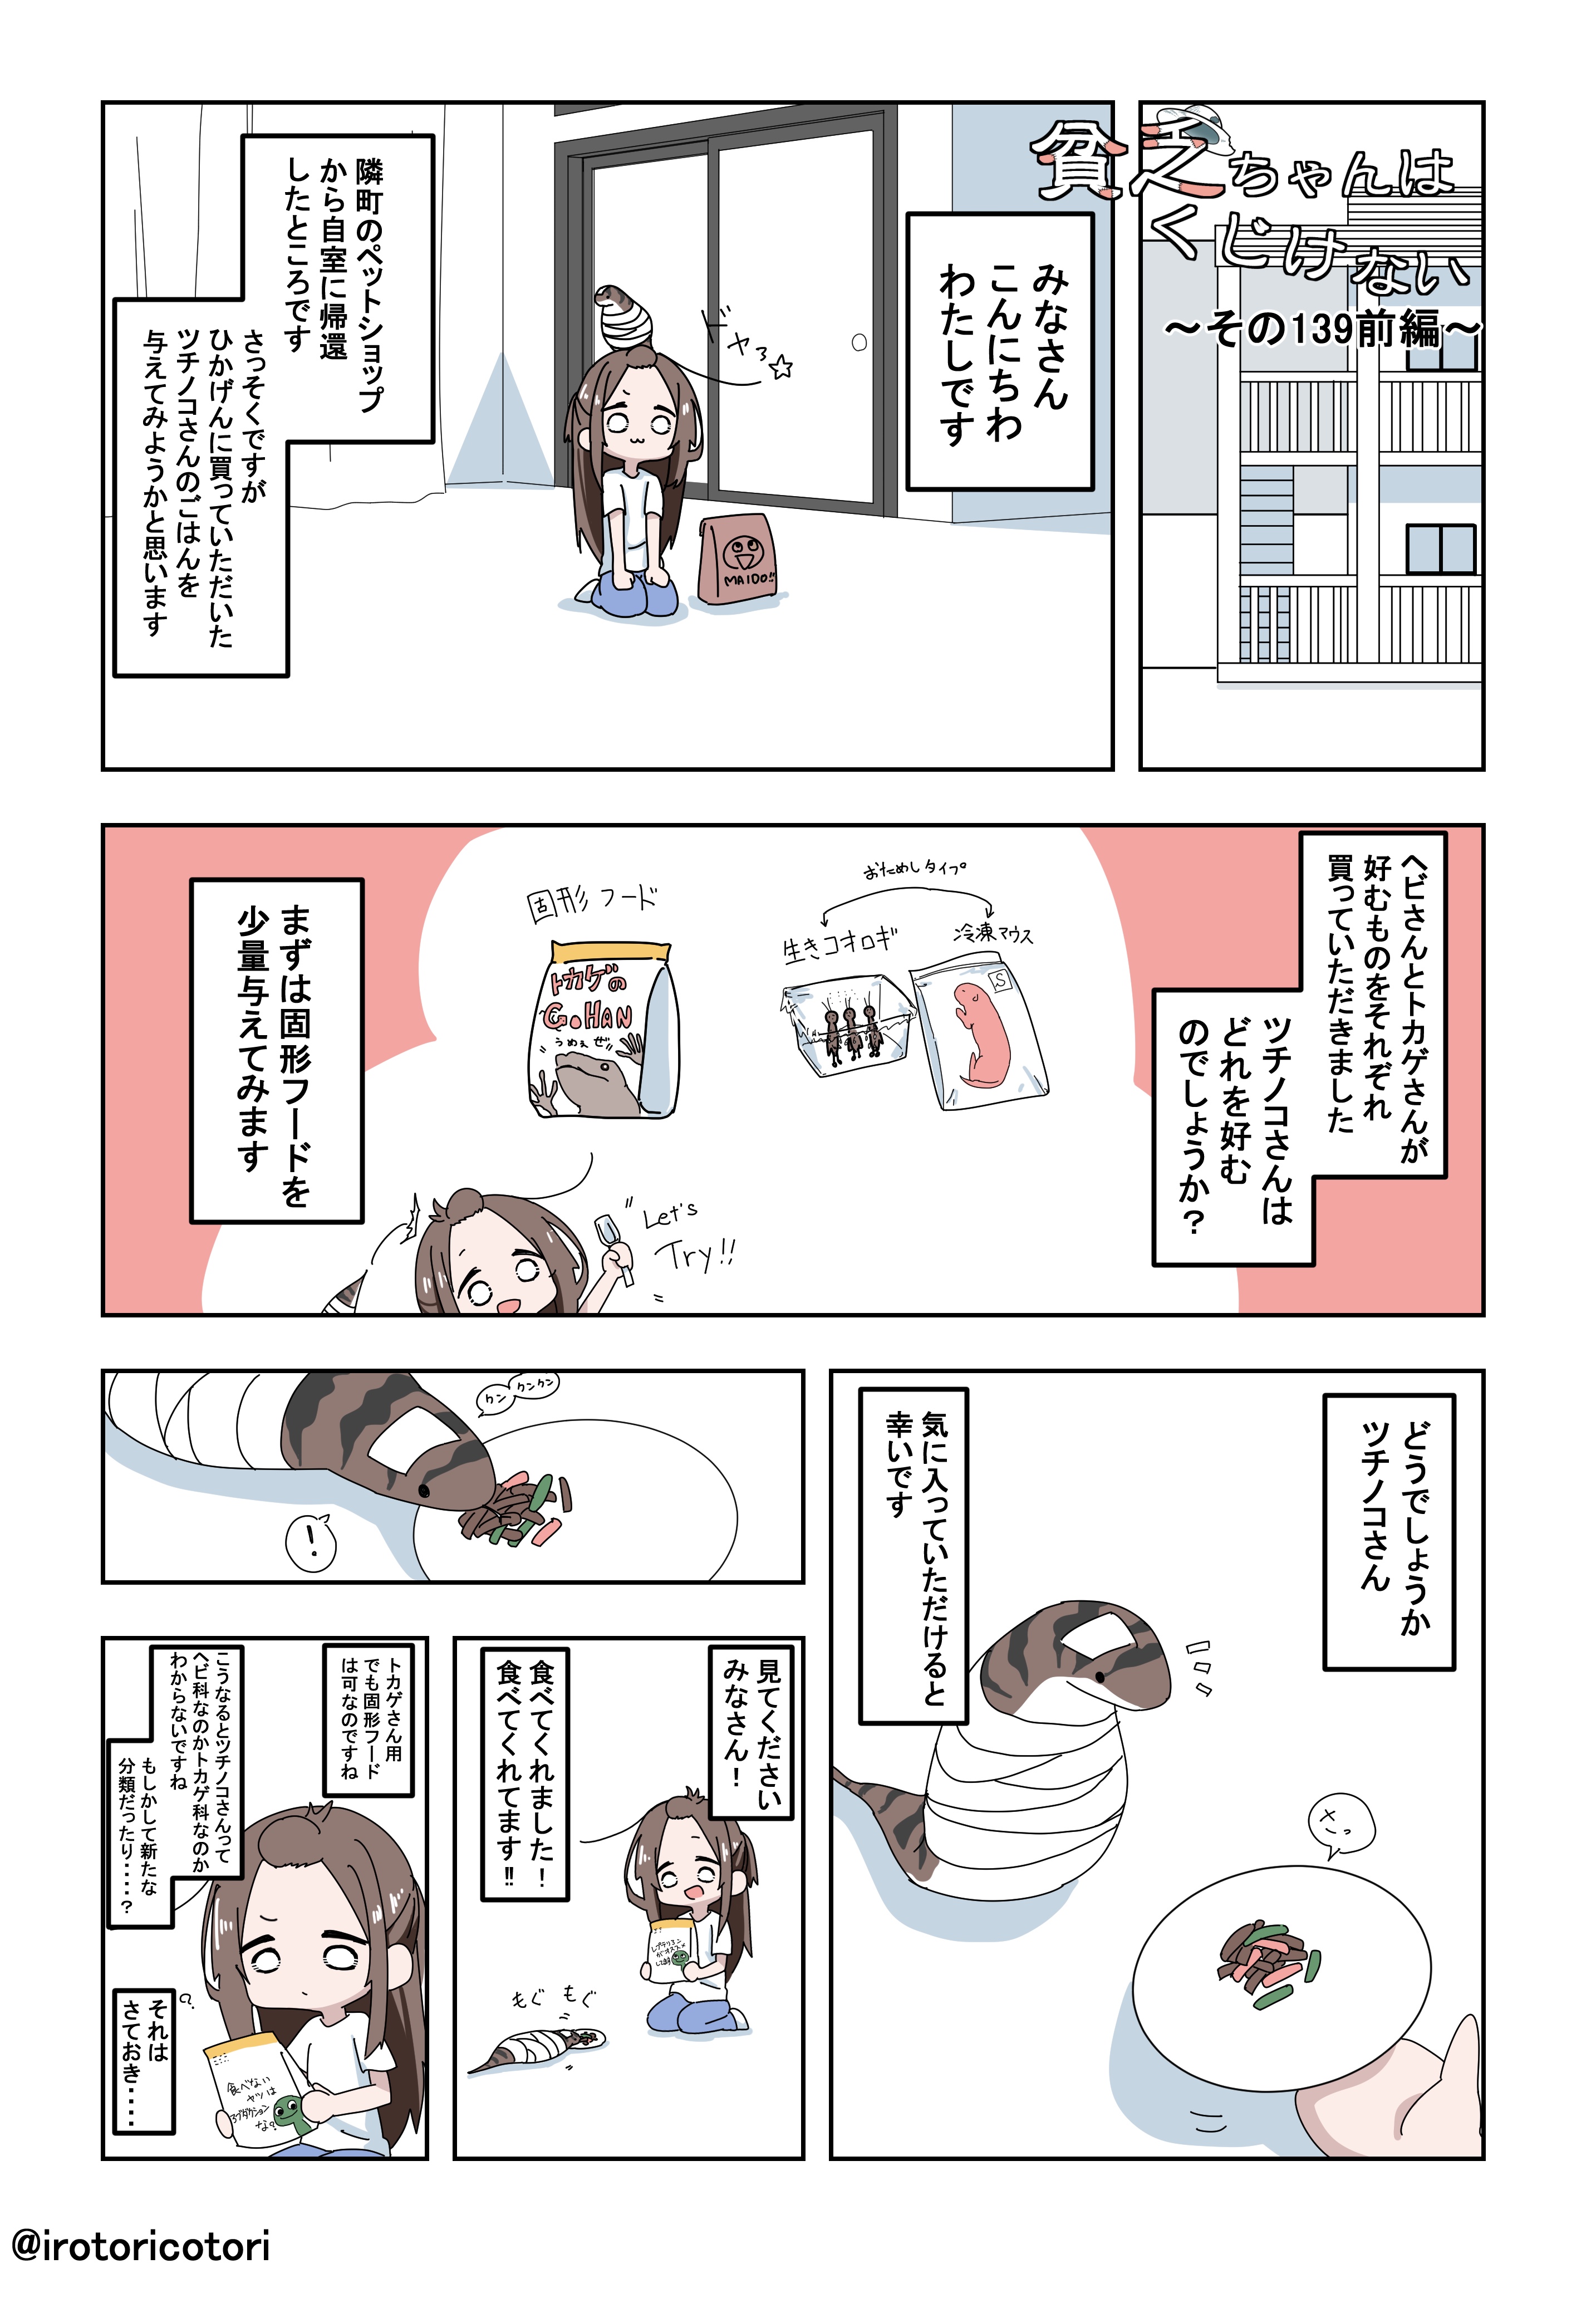 貧乏ちゃんは
くじけない
～その139前編～
みなさん
こんにちわ
わたしです
ドヤァ☆
MAIDO!!
隣町のペットショップ
から自室に帰還
したところです
さっそくですが
ひかげんに買っていただいた
ツチノコさんのごはんを
与えてみようかと思います
ヘビさんとトカゲさんが
好むものをそれぞれ
買っていただきました
ツチノコさんは
どれを好む
のでしょうか？
おためしタイプ
冷凍マウス
S
生きコオロギ
固形フード
トカゲの
GoHAN
うめぇぜ
Let's
Try!!
まずは固形フードを
少量与えてみます
どうでしょうか
ツチノコさん
気に入っていただけると
幸いです
クン
クンクン
！
見てください
みなさん！
食べてくれました！
食べてくれてます!!
もぐ もぐ
トカゲさん用
でも固形フード
は可なのですね
こうなるとツチノコさんって
ヘビ科なのかトカゲ科なのか
わからないですね
もしかして新たな
分類だったり・・・・？
?
食べない
ヤツは
な?
それは
さておき・・・・
@irotoricotori